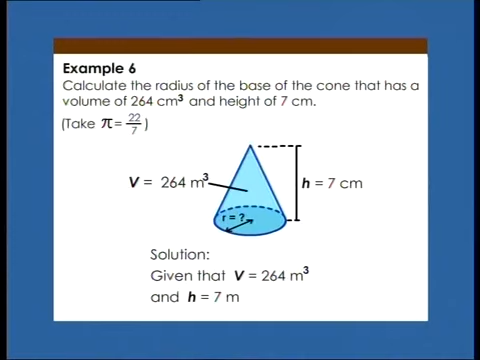 Example 6
Calculate the radius of the base of the cone that has a
volume of 264 cm³ and height of 7 cm.
(Take π = 22/7)
V = 264 m³
h = 7 cm
r = ?
Solution:
Given that V = 264 m³
and h = 7 m